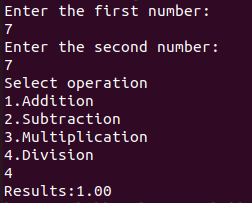 Enter the first number:
7
Enter the second number:
7
Select operation
1.Addition
2.Subtraction
3.Multiplication
4.Division
4
Results:1.00